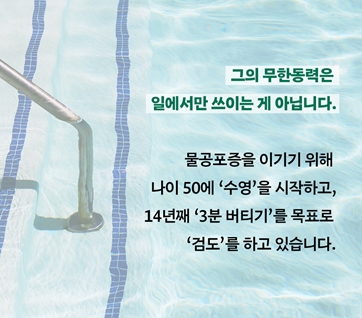 그의 무한동력은
일에서만 쓰이는 게 아닙니다.
물공포증을 이기기 위해
나이 50에 ‘수영’을 시작하고,
14년째 ‘3분 버티기’를 목표로
‘검도’를 하고 있습니다.